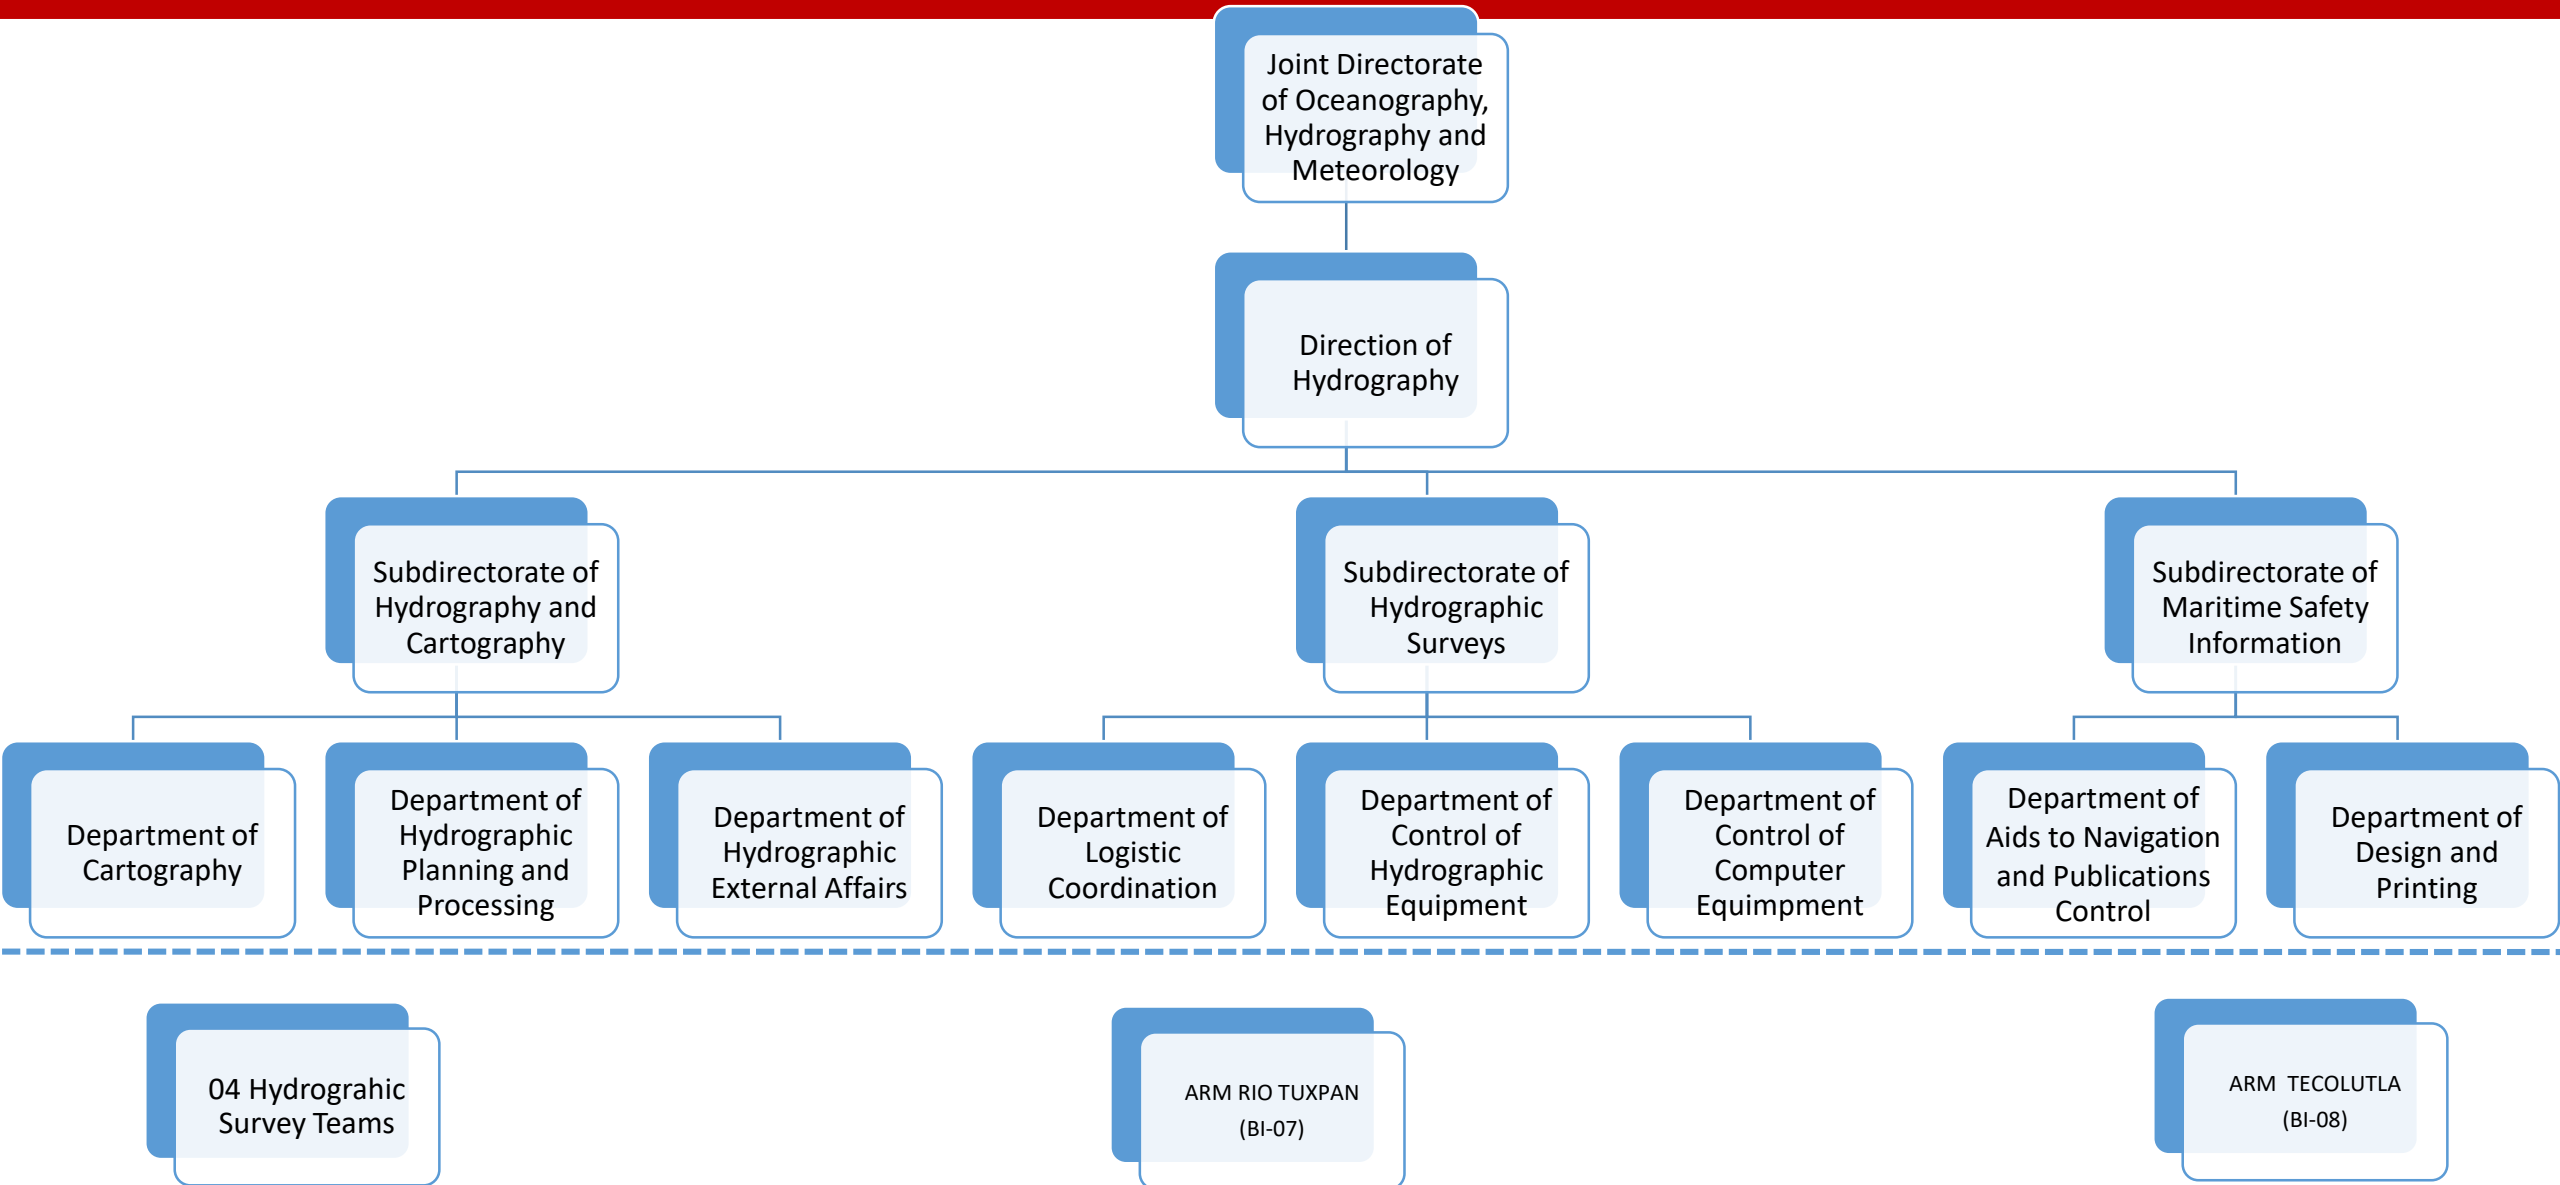 Joint Directorate
of Oceanography,
Hydrography and
Meteorology
Direction of
Hydrography
Subdirectorate of
Hydrography and
Cartography
Subdirectorate of
Hydrographic
Surveys
Subdirectorate of
Maritime Safety
Information
Department of
Cartography
Department of
Hydrographic
Planning and
Processing
Department of
Hydrographic
External Affairs
Department of
Logistic
Coordination
Department of
Control of
Hydrographic
Equipment
Department of
Control of
Computer
Equimpment
Department of
Aids to Navigation
and Publications
Control
Department of
Design and
Printing
04 Hydrograhic
Survey Teams
ARM RIO TUXPAN
(BI-07)
ARM  TECOLUTLA
(BI-08)